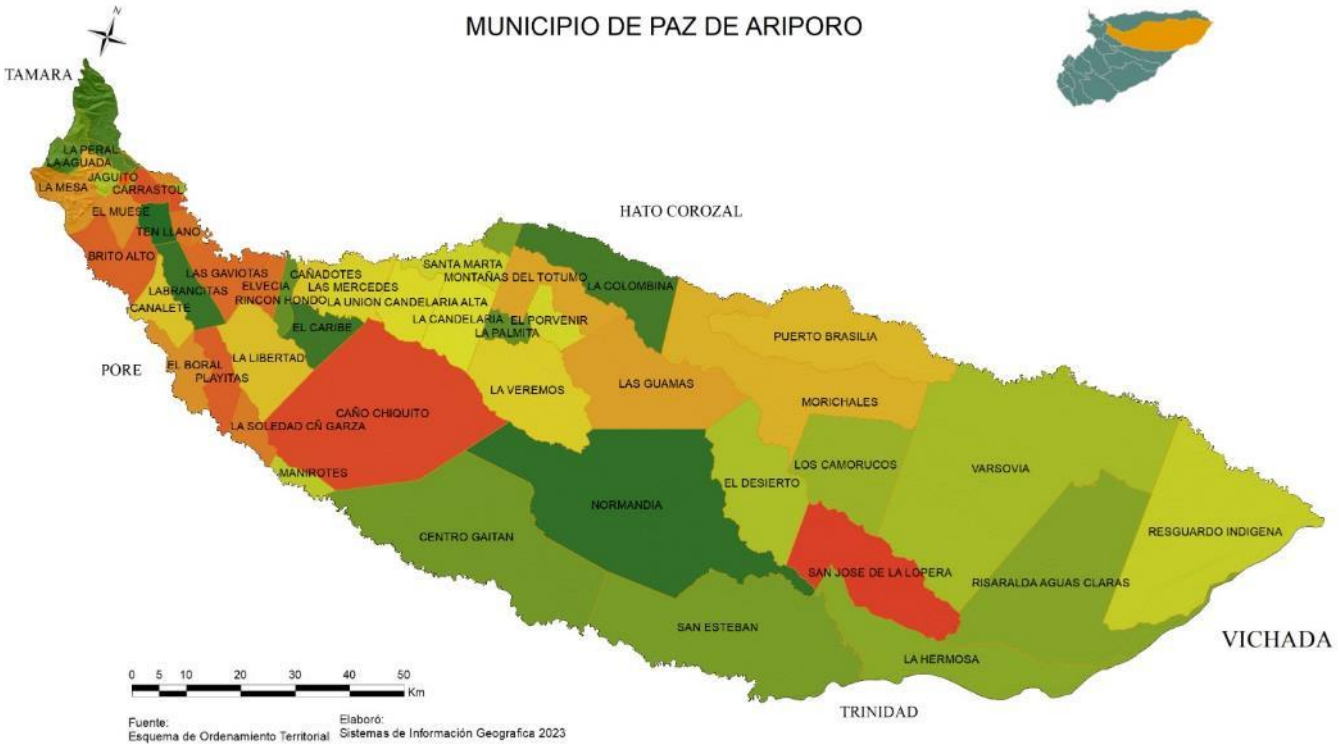 MUNICIPIO DE PAZ DE ARIPORO
N
TAMARA
LA PERAL
LA AGUADA
JAGUITO
LA MESA
CARRASTOL
EL MUESE
TEN LLANO
BRITO ALTO
LAS GAVIOTAS
LABRANCITAS
ELVECIA
RINCON HONDO
CANALETE
CAÑADOTES
LAS MERCEDES
LA UNION CANDELARIA ALTA
SANTA MARTA
MONTAÑAS DEL TOTUMO
HATO COROZAL
LA COLOMBINA
LA CANDELARIA
EL PORVENIR
LA PALMITA
EL CARIBE
PUERTO BRASILIA
LA LIBERTAD
PORE
EL BORAL
PLAYITAS
LA VEREMOS
LAS GUAMAS
MORICHALES
CAÑO CHIQUITO
LA SOLEDAD CÑ GARZA
MANIROTES
LOS CAMORUCOS
VARSOVIA
EL DESIERTO
NORMANDIA
CENTRO GAITAN
RESGUARDO INDIGENA
SAN JOSE DE LA LOPERA
RISARALDA AGUAS CLARAS
SAN ESTEBAN
LA HERMOSA
VICHADA
TRINIDAD
0 5 10 20 30 40 50
Km
Fuente:
Esquema de Ordenamiento Territorial
Elaboró:
Sistemas de Información Geografica 2023